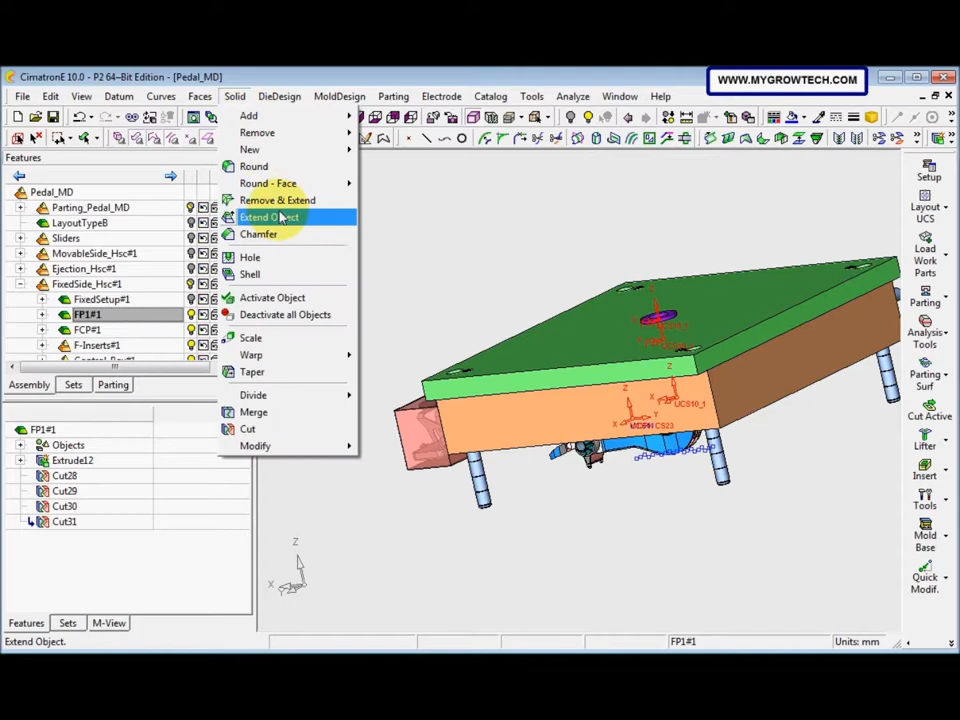 CimatronE 10.0 - P2 64-Bit Edition - [Pedal_MD]
WWW.MYGROWTECH.COM
File Edit View Datum Curves Faces Solid DieDesign MoldDesign Parting Electrode Catalog Tools Analyze Window Help
Features
Pedal_MD
Parting_Pedal_MD
LayoutTypeB
Sliders
MovableSide_Hsc#1
Ejection_Hsc#1
FixedSide_Hsc#1
FixedSetup#1
FP1#1
FCP#1
F-Inserts#1
Assembly Sets Parting
FP1#1
Objects
Extrude12
Cut28
Cut29
Cut30
Cut31
Features Sets M-View
Extend Object.
Add
Remove
New
Round
Round - Face
Remove & Extend
Extend Object
Chamfer
Hole
Shell
Activate Object
Deactivate all Objects
Scale
Warp
Taper
Divide
Merge
Cut
Modify
Z
X
Z
X
UCS10_1
Z
Y
X
CS23
Z
X
Setup
Layout
UCS
Load
Work
Parts
Parting
Analysis
Tools
Parting
Surf
Cut Active
Lifter
Insert
Tools
Mold
Base
Quick
Modif.
FP1#1
Units: mm